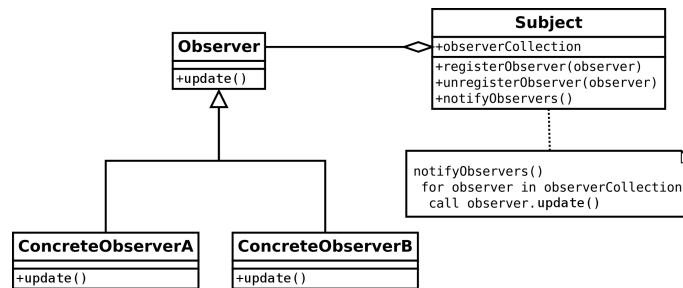 Subject
Observer
+observerCollection
+update()
+registerObserver(observer)
+unregisterObserver(observer)
+notifyObservers()
notifyObservers()
for observer in observerCollection
call observer.update()
ConcreteObserverA
ConcreteObserverB
+update()
+update()